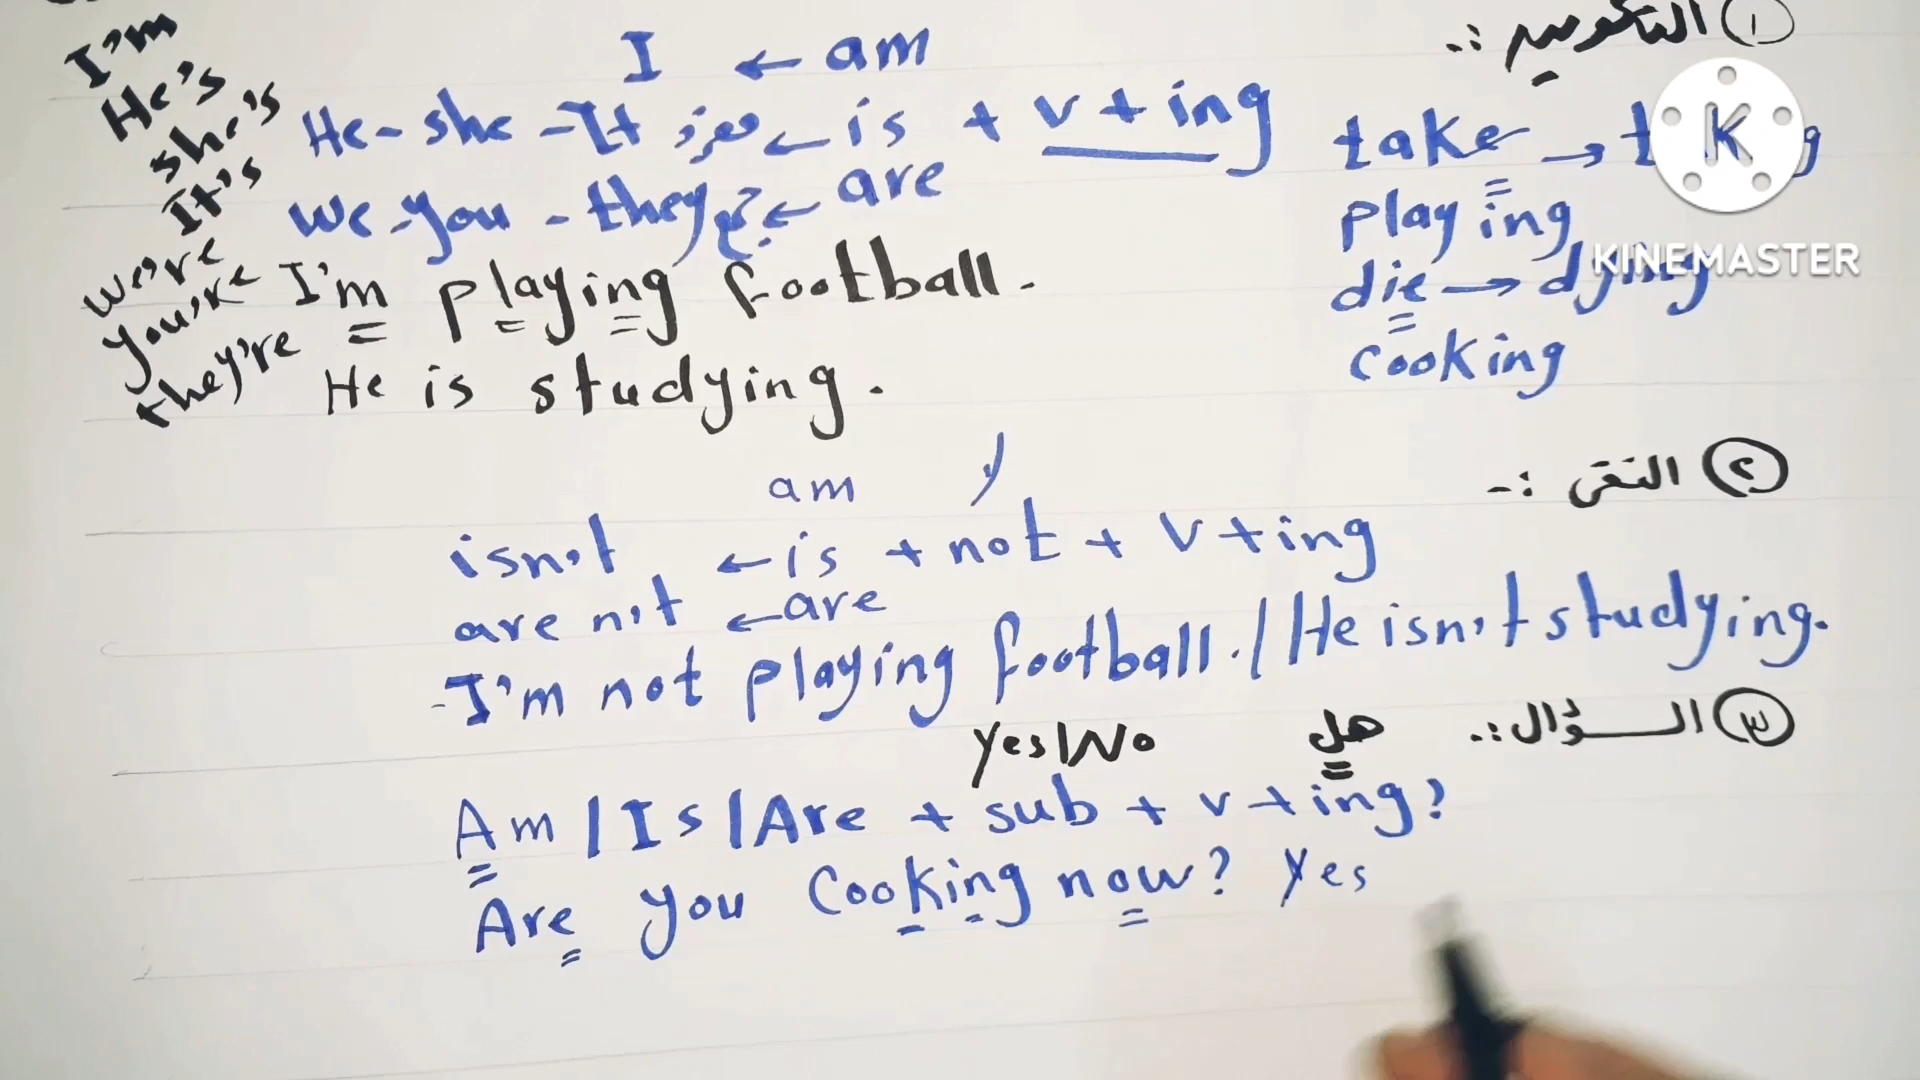 ① التكوين :-
I ← am
He - she - It مفرد ← is + v + ing
we - you - they جمع ← are
I'm
He's
she's
It's
we're
you're
they're
take →
playing
die → dying
cooking
KINEMASTER
I'm playing football.
He is studying.
② النفى :-
am لا
isn't ← is + not + v + ing
are n't ← are
- I'm not playing football. / He isn't studying.
③ السؤال :- هل Yes/No
Am / Is / Are + sub + v + ing?
Are you cooking now? Yes